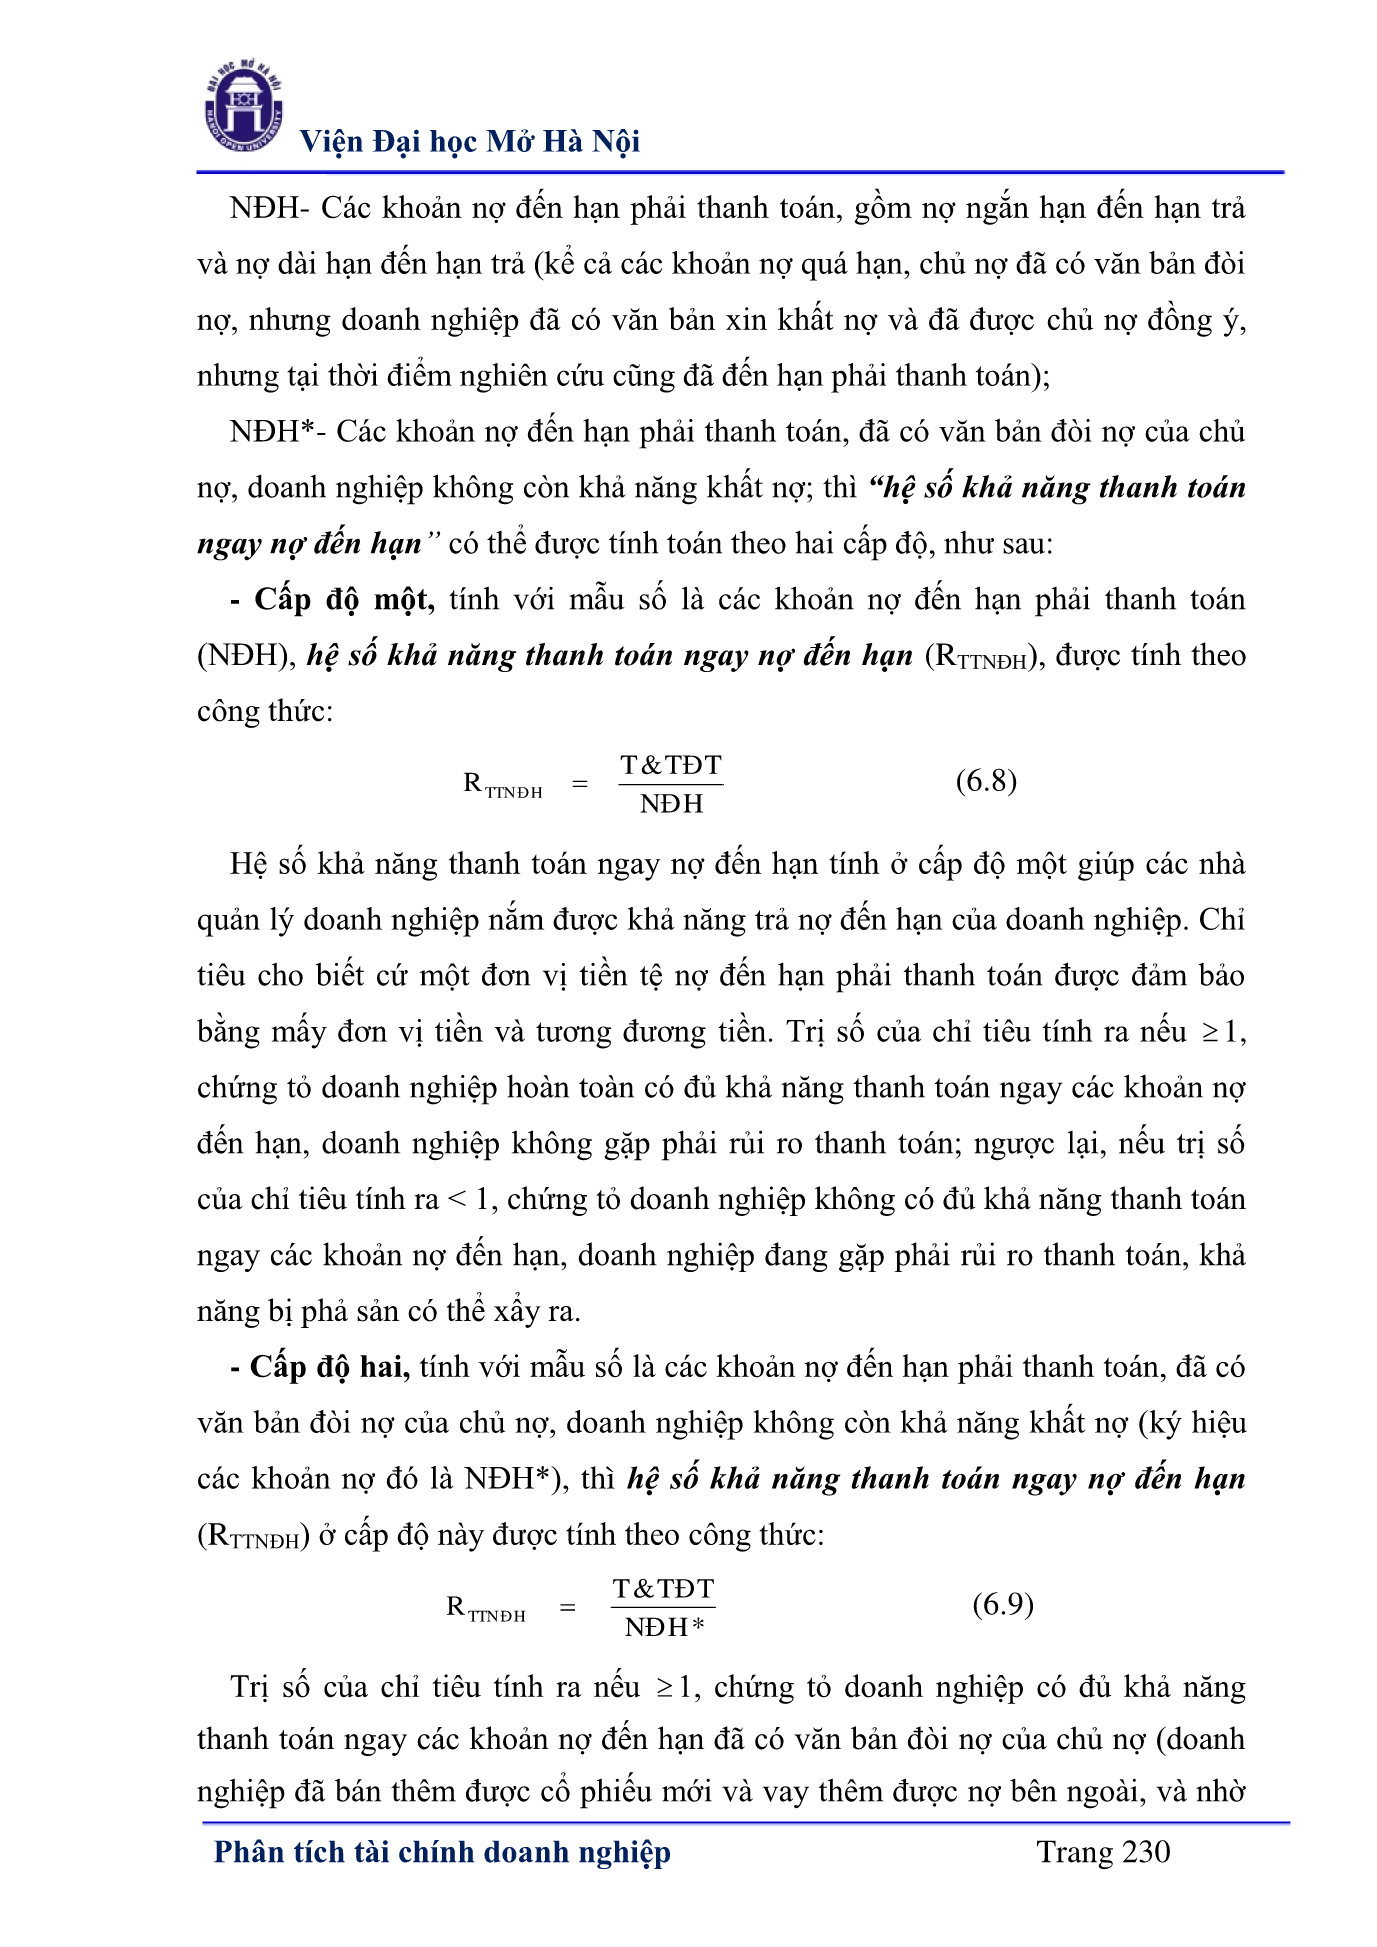 ĐẠI HỌC MỞ HÀ NỘI
HANOI OPEN UNIVERSITY
Viện Đại học Mở Hà Nội
NĐH- Các khoản nợ đến hạn phải thanh toán, gồm nợ ngắn hạn đến hạn trả
và nợ dài hạn đến hạn trả (kể cả các khoản nợ quá hạn, chủ nợ đã có văn bản đòi
nợ, nhưng doanh nghiệp đã có văn bản xin khất nợ và đã được chủ nợ đồng ý,
nhưng tại thời điểm nghiên cứu cũng đã đến hạn phải thanh toán);
NĐH*- Các khoản nợ đến hạn phải thanh toán, đã có văn bản đòi nợ của chủ
nợ, doanh nghiệp không còn khả năng khất nợ; thì “hệ số khả năng thanh toán
ngay nợ đến hạn” có thể được tính toán theo hai cấp độ, như sau:
- Cấp độ một, tính với mẫu số là các khoản nợ đến hạn phải thanh toán
(NĐH), hệ số khả năng thanh toán ngay nợ đến hạn (RTTNĐH), được tính theo
công thức:
T&TĐT
RTTNĐH = (6.8)
NĐH
Hệ số khả năng thanh toán ngay nợ đến hạn tính ở cấp độ một giúp các nhà
quản lý doanh nghiệp nắm được khả năng trả nợ đến hạn của doanh nghiệp. Chỉ
tiêu cho biết cứ một đơn vị tiền tệ nợ đến hạn phải thanh toán được đảm bảo
bằng mấy đơn vị tiền và tương đương tiền. Trị số của chỉ tiêu tính ra nếu ≥1,
chứng tỏ doanh nghiệp hoàn toàn có đủ khả năng thanh toán ngay các khoản nợ
đến hạn, doanh nghiệp không gặp phải rủi ro thanh toán; ngược lại, nếu trị số
của chỉ tiêu tính ra < 1, chứng tỏ doanh nghiệp không có đủ khả năng thanh toán
ngay các khoản nợ đến hạn, doanh nghiệp đang gặp phải rủi ro thanh toán, khả
năng bị phả sản có thể xẩy ra.
- Cấp độ hai, tính với mẫu số là các khoản nợ đến hạn phải thanh toán, đã có
văn bản đòi nợ của chủ nợ, doanh nghiệp không còn khả năng khất nợ (ký hiệu
các khoản nợ đó là NĐH*), thì hệ số khả năng thanh toán ngay nợ đến hạn
(RTTNĐH) ở cấp độ này được tính theo công thức:
T&TĐT
RTTNĐH = (6.9)
NĐH*
Trị số của chỉ tiêu tính ra nếu ≥1, chứng tỏ doanh nghiệp có đủ khả năng
thanh toán ngay các khoản nợ đến hạn đã có văn bản đòi nợ của chủ nợ (doanh
nghiệp đã bán thêm được cổ phiếu mới và vay thêm được nợ bên ngoài, và nhờ
Phân tích tài chính doanh nghiệp Trang 230